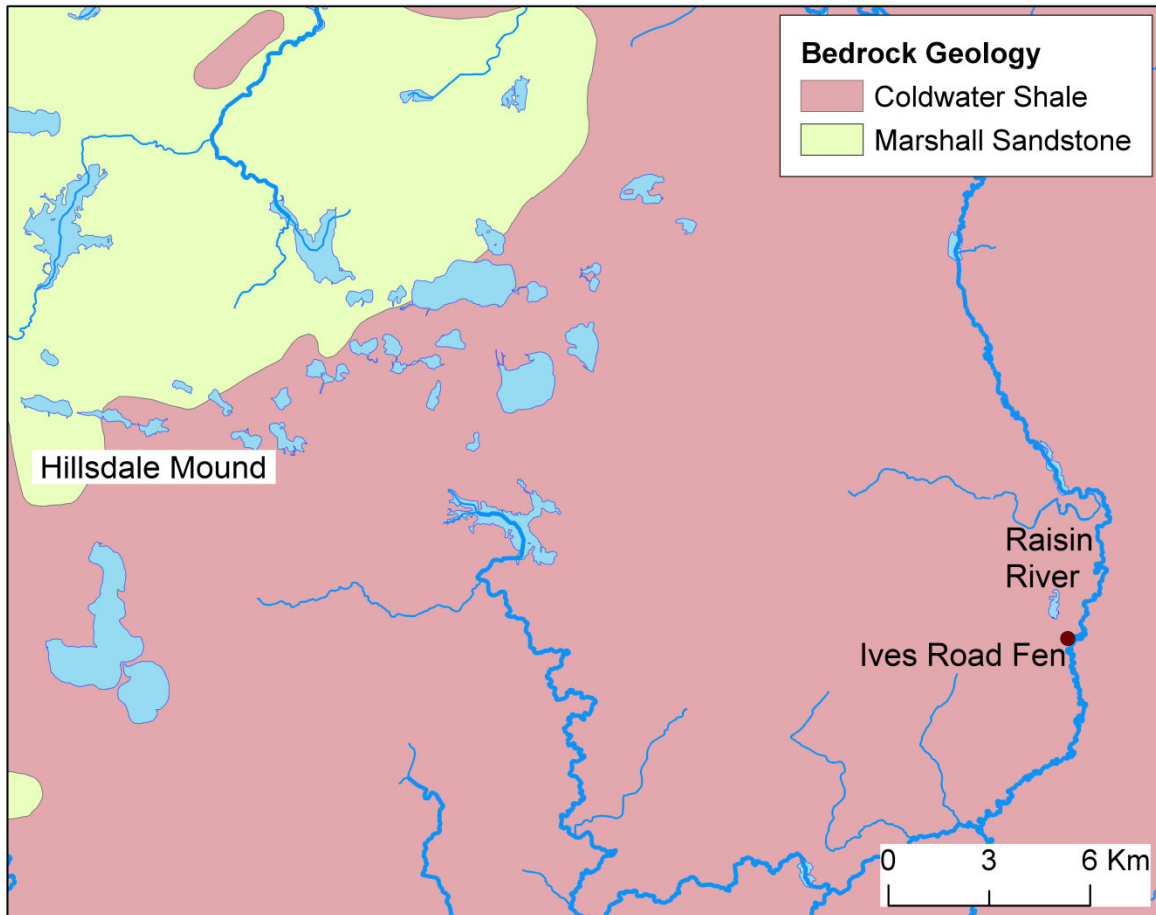 Bedrock Geology
Coldwater Shale
Marshall Sandstone
Hillsdale Mound
Raisin
River
Ives Road Fen
0 3 6 Km